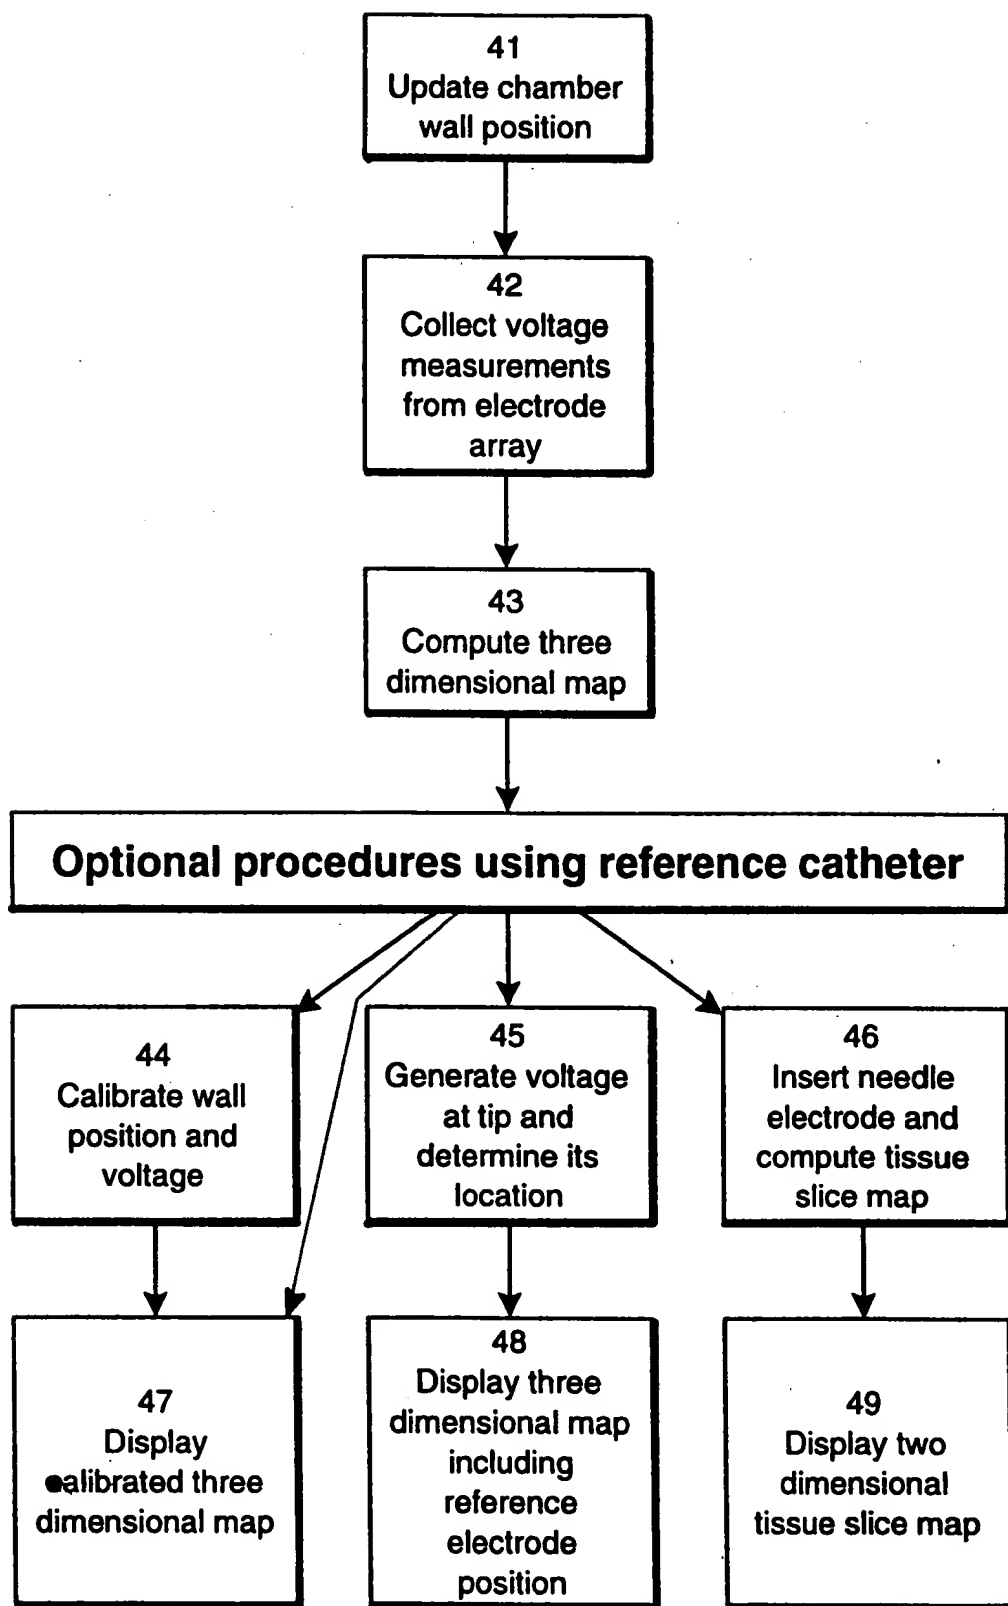 41
Update chamber
wall position
42
Collect voltage
measurements
from electrode
array
43
Compute three
dimensional map
Optional procedures using reference catheter
44
Calibrate wall
position and
voltage
45
Generate voltage
at tip and
determine its
location
46
Insert needle
electrode and
compute tissue
slice map
47
Display
calibrated three
dimensional map
48
Display three
dimensional map
including
reference
electrode
position
49
Display two
dimensional
tissue slice map